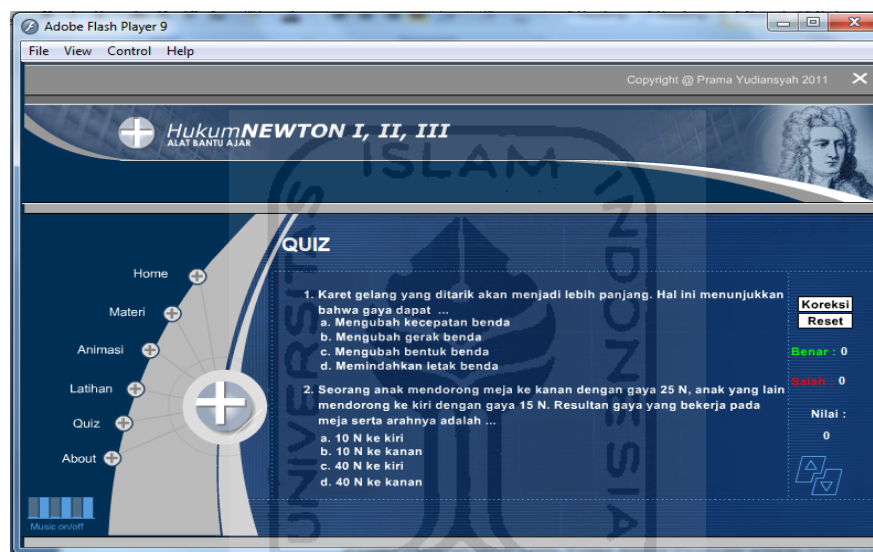 Adobe Flash Player 9
File View Control Help
Copyright @ Prama Yudiansyah 2011
HukumNEWTON I, II, III
ALAT BANTU AJAR
QUIZ
Home
Materi
Animasi
Latihan
Quiz
About
Music on/off
1. Karet gelang yang ditarik akan menjadi lebih panjang. Hal ini menunjukkan
bahwa gaya dapat ...
a. Mengubah kecepatan benda
b. Mengubah gerak benda
c. Mengubah bentuk benda
d. Memindahkan letak benda
2. Seorang anak mendorong meja ke kanan dengan gaya 25 N, anak yang lain
mendorong ke kiri dengan gaya 15 N. Resultan gaya yang bekerja pada
meja serta arahnya adalah ...
a. 10 N ke kiri
b. 10 N ke kanan
c. 40 N ke kiri
d. 40 N ke kanan
Koreksi
Reset
Benar : 0
Salah : 0
Nilai :
0
UNIVERSITAS
ISLAM
INDONESIA